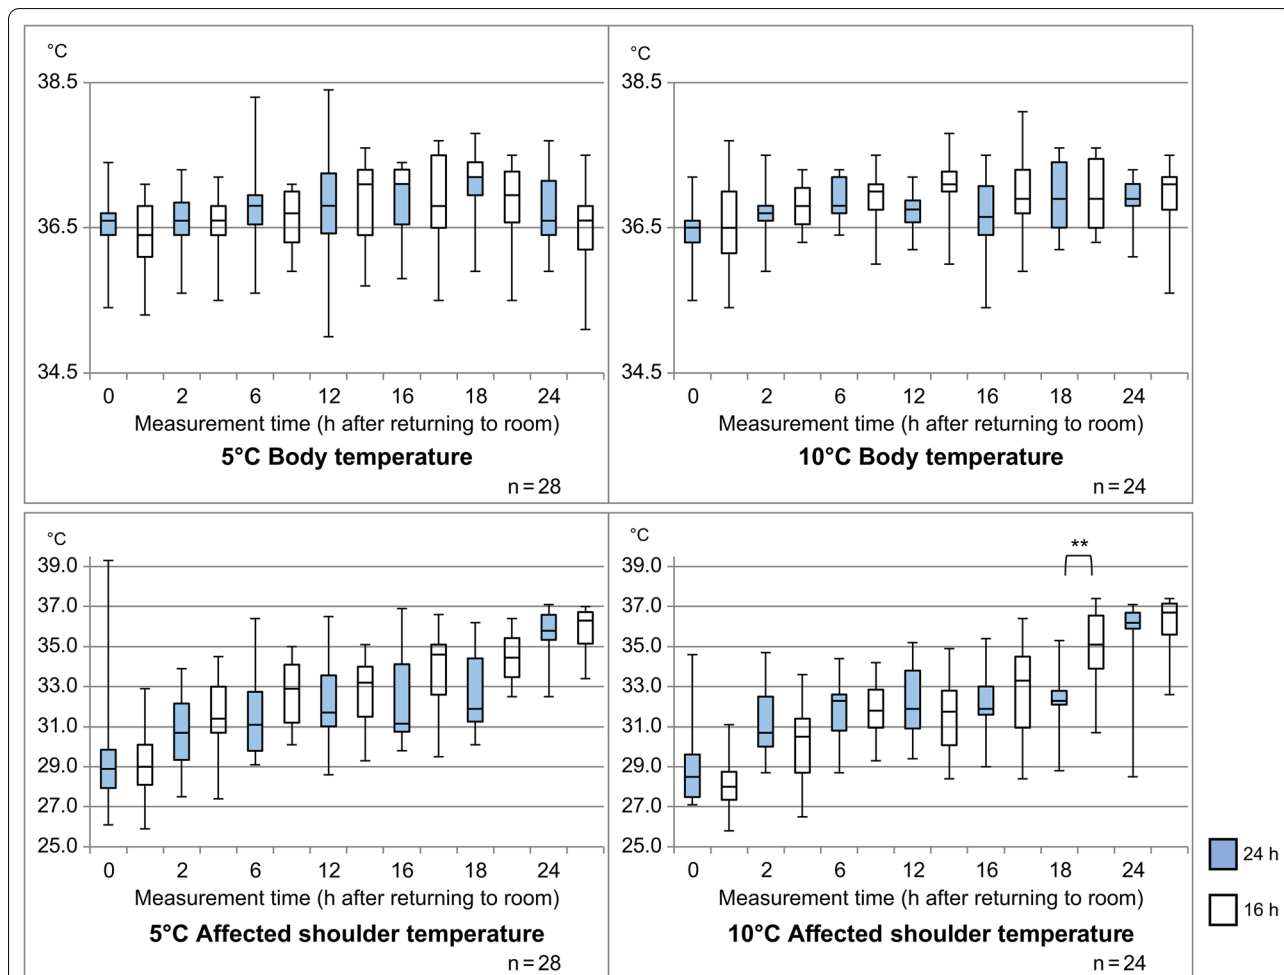 °C
38.5
36.5
34.5
0 2 6 12 16 18 24
Measurement time (h after returning to room)
5°C Body temperature
n = 28
°C
38.5
36.5
34.5
0 2 6 12 16 18 24
Measurement time (h after returning to room)
10°C Body temperature
n = 24
°C
39.0
37.0
35.0
33.0
31.0
29.0
27.0
25.0
0 2 6 12 16 18 24
Measurement time (h after returning to room)
5°C Affected shoulder temperature
n = 28
°C
**
39.0
37.0
35.0
33.0
31.0
29.0
27.0
25.0
0 2 6 12 16 18 24
Measurement time (h after returning to room)
10°C Affected shoulder temperature
n = 24
24 h
16 h